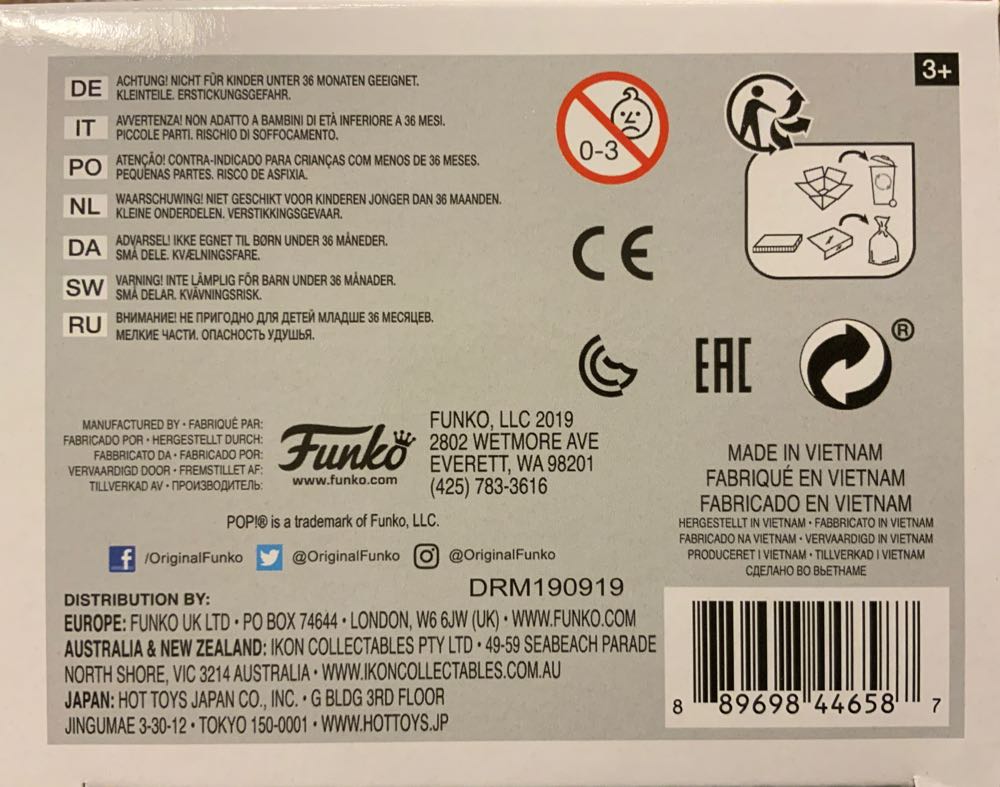 3+
DE
ACHTUNG! NICHT FÜR KINDER UNTER 36 MONATEN GEEIGNET.
KLEINTEILE. ERSTICKUNGSGEFAHR.
IT
AVVERTENZA! NON ADATTO A BAMBINI DI ETÀ INFERIORE A 36 MESI.
PICCOLE PARTI. RISCHIO DI SOFFOCAMENTO.
PO
ATENÇÃO! CONTRA-INDICADO PARA CRIANÇAS COM MENOS DE 36 MESES.
PEQUENAS PARTES. RISCO DE ASFIXIA.
NL
WAARSCHUWING! NIET GESCHIKT VOOR KINDEREN JONGER DAN 36 MAANDEN.
KLEINE ONDERDELEN. VERSTIKKINGSGEVAAR.
DA
ADVARSEL! IKKE EGNET TIL BØRN UNDER 36 MÅNEDER.
SMÅ DELE. KVÆLNINGSFARE.
SW
VARNING! INTE LÄMPLIG FÖR BARN UNDER 36 MÅNADER.
SMÅ DELAR. KVÄVNINGSRISK.
RU
ВНИМАНИЕ! НЕ ПРИГОДНО ДЛЯ ДЕТЕЙ МЛАДШЕ 36 МЕСЯЦЕВ.
МЕЛКИЕ ЧАСТИ. ОПАСНОСТЬ УДУШЬЯ.
0-3
CE
EAC
®
MANUFACTURED BY • FABRIQUÉ PAR:
FABRICADO POR • HERGESTELLT DURCH:
FABBRICATO DA • FABRICADO POR:
VERVAARDIGD DOOR • FREMSTILLET AF:
TILLVERKAD AV • ПРОИЗВОДИТЕЛЬ:
Funko
www.funko.com
FUNKO, LLC 2019
2802 WETMORE AVE
EVERETT, WA 98201
(425) 783-3616
POP!® is a trademark of Funko, LLC.
f /OriginalFunko @OriginalFunko @OriginalFunko
MADE IN VIETNAM
FABRIQUÉ EN VIETNAM
FABRICADO EN VIETNAM
HERGESTELLT IN VIETNAM • FABBRICATO IN VIETNAM
FABRICADO NA VIETNAM • VERVAARDIGD IN VIETNAM
PRODUCERET I VIETNAM • TILLVERKAD I VIETNAM
СДЕЛАНО ВО ВЬЕТНАМЕ
DRM190919
DISTRIBUTION BY:
EUROPE: FUNKO UK LTD • PO BOX 74644 • LONDON, W6 6JW (UK) • WWW.FUNKO.COM
AUSTRALIA & NEW ZEALAND: IKON COLLECTABLES PTY LTD • 49-59 SEABEACH PARADE
NORTH SHORE, VIC 3214 AUSTRALIA • WWW.IKONCOLLECTABLES.COM.AU
JAPAN: HOT TOYS JAPAN CO., INC. • G BLDG 3RD FLOOR
JINGUMAE 3-30-12 • TOKYO 150-0001 • WWW.HOTTOYS.JP
8 89698 44658 7